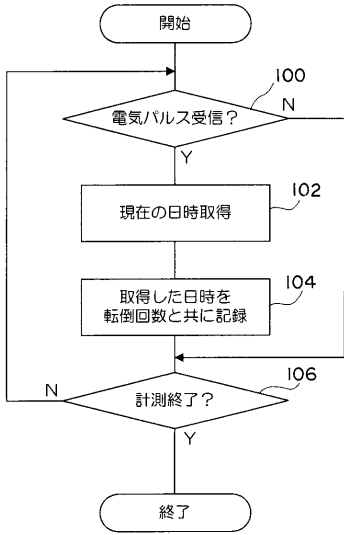 開始
100
電気パルス受信？
N
Y
102
現在の日時取得
104
取得した日時を
転倒回数と共に記録
106
N
計測終了？
Y
終了